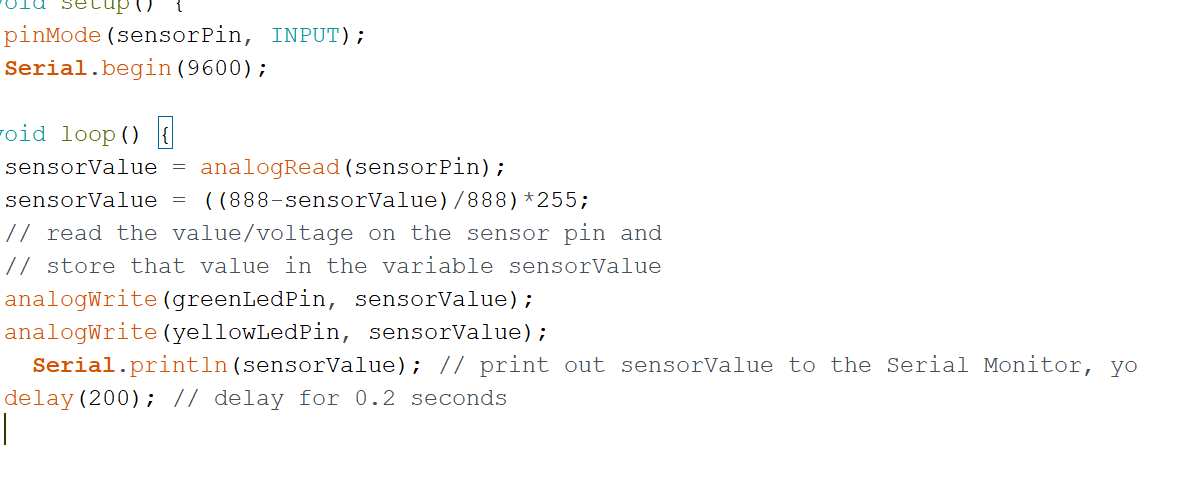 void setup() {
pinMode(sensorPin, INPUT);
Serial.begin(9600);
void loop() {
sensorValue = analogRead(sensorPin);
sensorValue = ((888-sensorValue)/888)*255;
// read the value/voltage on the sensor pin and
// store that value in the variable sensorValue
analogWrite(greenLedPin, sensorValue);
analogWrite(yellowLedPin, sensorValue);
Serial.println(sensorValue); // print out sensorValue to the Serial Monitor, yo
delay(200); // delay for 0.2 seconds